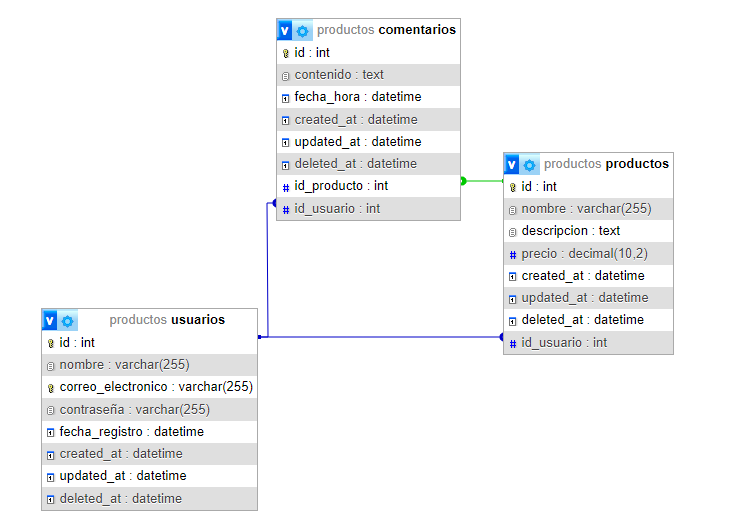 productos comentarios
id : int
contenido : text
fecha_hora : datetime
created_at : datetime
updated_at : datetime
deleted_at : datetime
id_producto : int
id_usuario : int
productos productos
id : int
nombre : varchar(255)
descripcion : text
precio : decimal(10,2)
created_at : datetime
updated_at : datetime
deleted_at : datetime
id_usuario : int
productos usuarios
id : int
nombre : varchar(255)
correo_electronico : varchar(255)
contraseña : varchar(255)
fecha_registro : datetime
created_at : datetime
updated_at : datetime
deleted_at : datetime